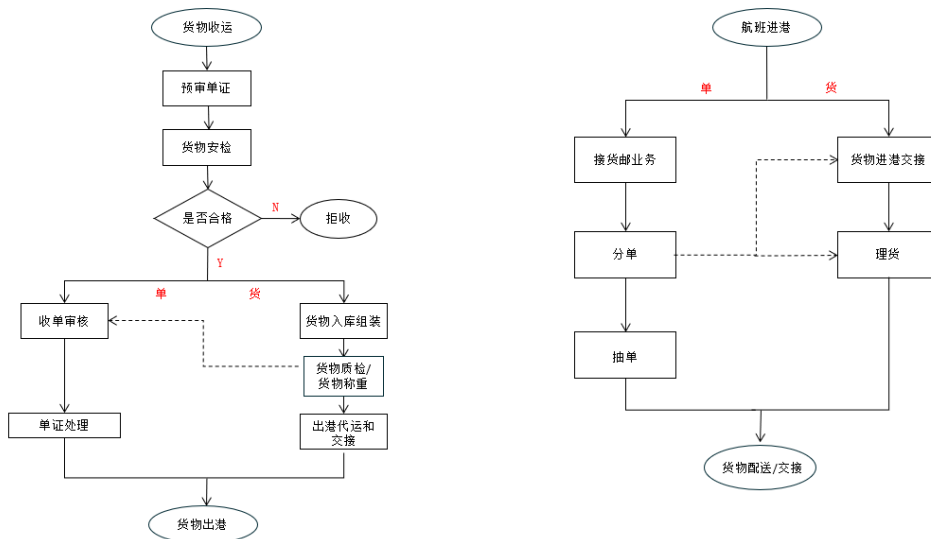 货物收运
预审单证
货物安检
是否合格
N
拒收
Y
单
货
收单审核
货物入库组装
货物质检/
货物称重
单证处理
出港代运和
交接
货物出港
航班进港
单
货
接货邮业务
货物进港交接
分单
理货
抽单
货物配送/交接